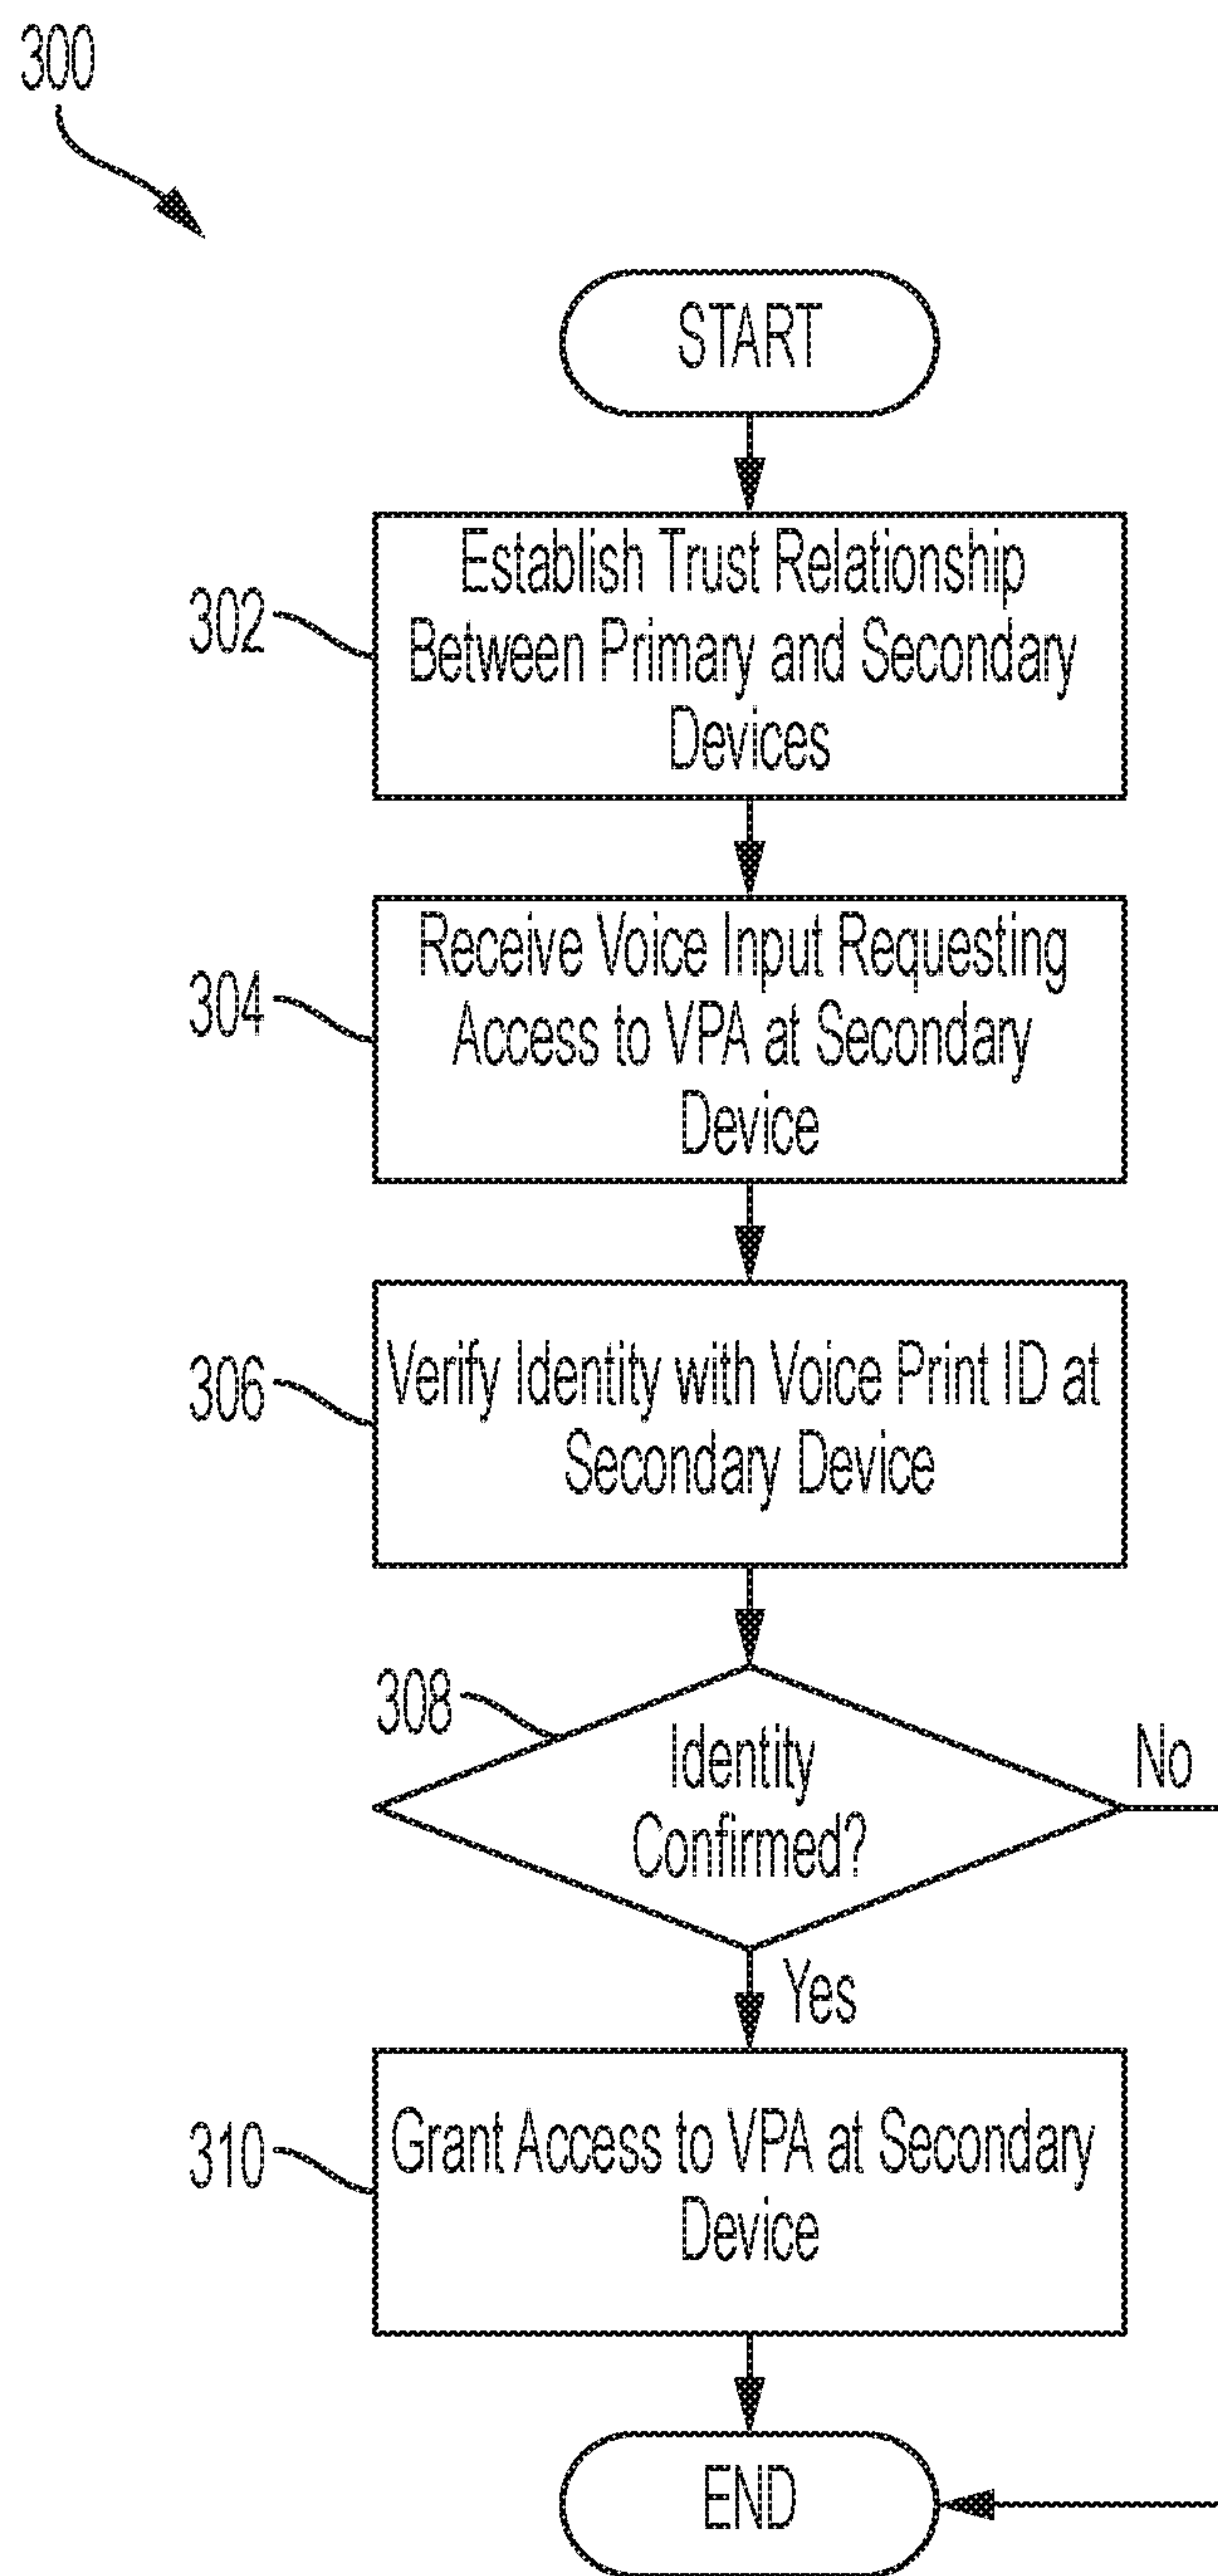 300
START
302
Establish Trust Relationship
Between Primary and Secondary
Devices
304
Receive Voice Input Requesting
Access to VPA at Secondary
Device
306
Verify Identity with Voice Print ID at
Secondary Device
308
Identity
Confirmed?
No
Yes
310
Grant Access to VPA at Secondary
Device
END